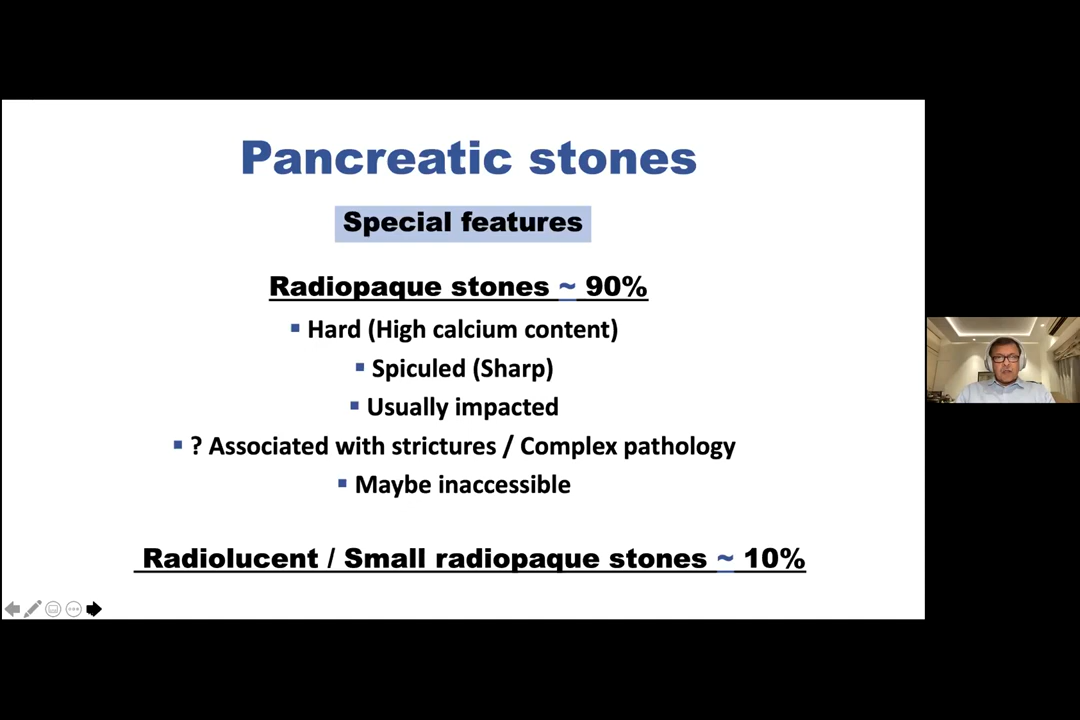 Pancreatic stones
Special features
Radiopaque stones ~ 90%
▪ Hard (High calcium content)
▪ Spiculed (Sharp)
▪ Usually impacted
▪ ? Associated with strictures / Complex pathology
▪ Maybe inaccessible
Radiolucent / Small radiopaque stones ~ 10%